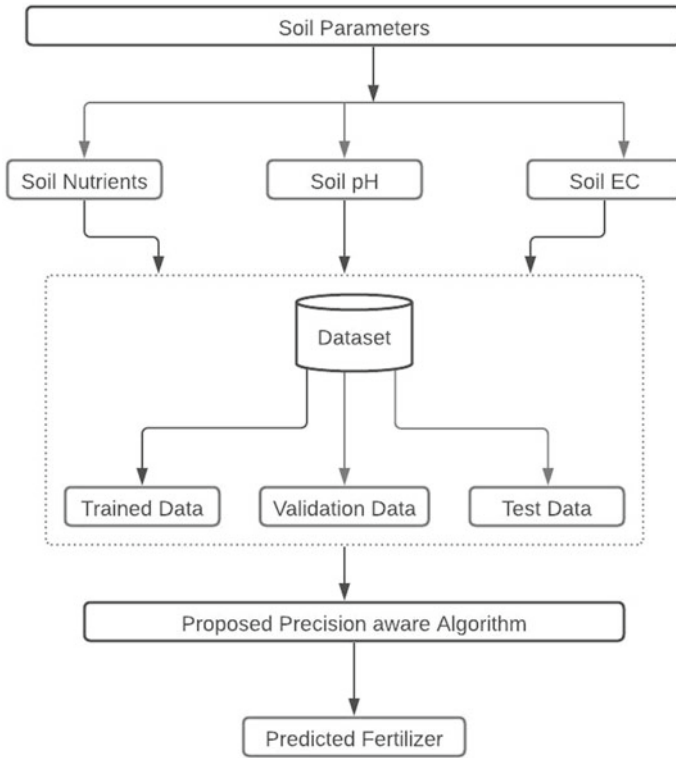 Soil Parameters
Soil Nutrients
Soil pH
Soil EC
Dataset
Trained Data
Validation Data
Test Data
Proposed Precision aware Algorithm
Predicted Fertilizer